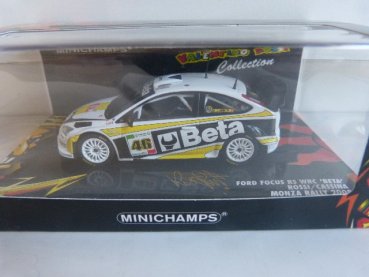 MINICHAMPS
Collection
46 Beta
FORD FOCUS RS WRC 'BETA'
ROSSI/CASSINA
MONZA RALLY
MINICHAMPS